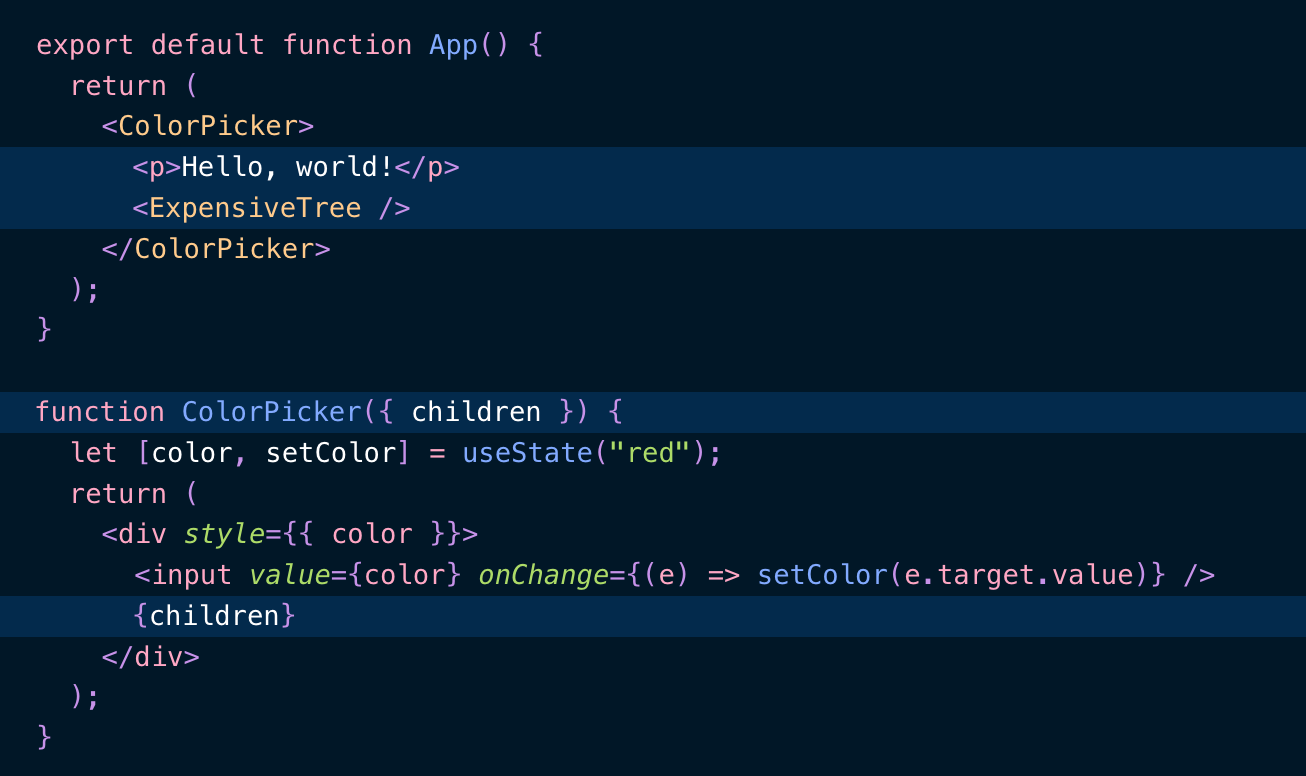 export default function App() {
  return (
    <ColorPicker>
      <p>Hello, world!</p>
      <ExpensiveTree />
    </ColorPicker>
  );
}

function ColorPicker({ children }) {
  let [color, setColor] = useState("red");
  return (
    <div style={{ color }}>
      <input value={color} onChange={(e) => setColor(e.target.value)} />
      {children}
    </div>
  );
}